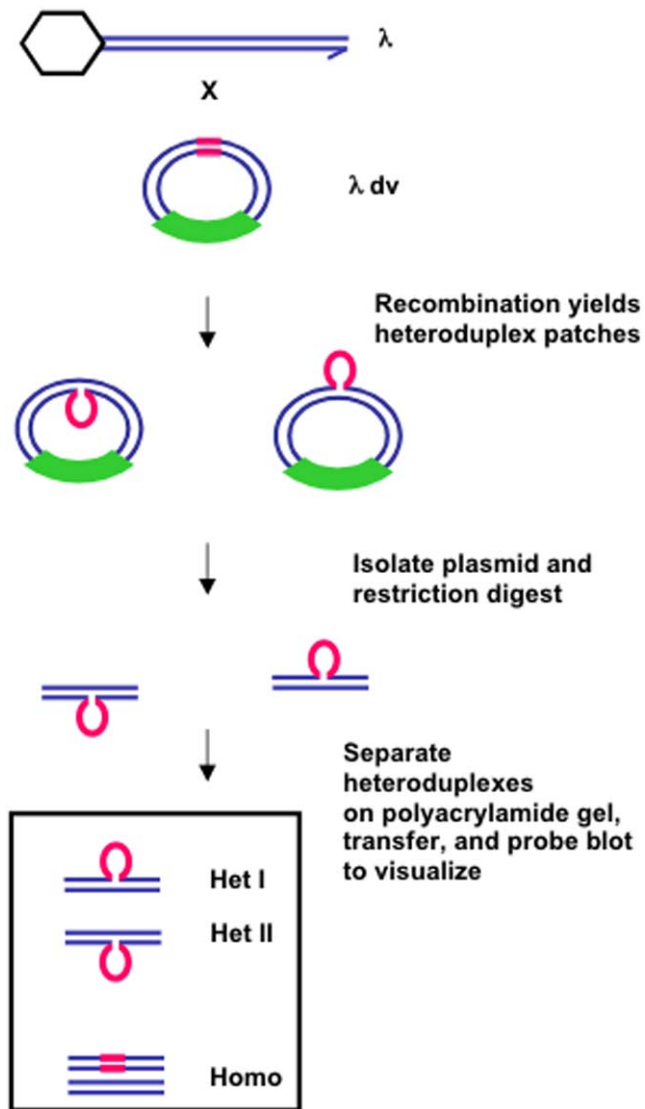 λ
X
λ dv
Recombination yields
heteroduplex patches
Isolate plasmid and
restriction digest
Separate
heteroduplexes
on polyacrylamide gel,
transfer, and probe blot
to visualize
Het I
Het II
Homo